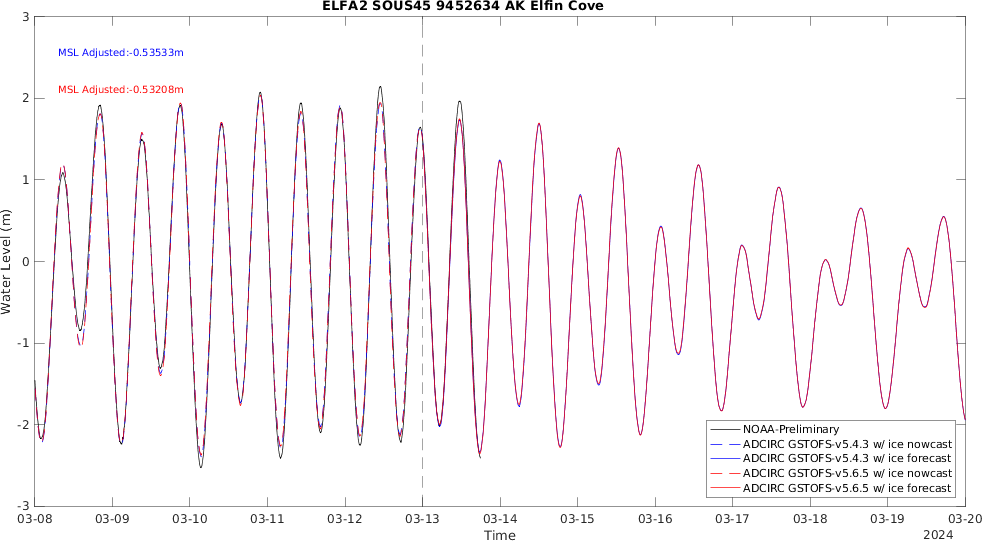 ELFA2 SOUS45 9452634 AK Elfin Cove
MSL Adjusted:-0.53533m
MSL Adjusted:-0.53208m
Water Level (m)
3
2
1
0
-1
-2
-3
NOAA-Preliminary
ADCIRC GSTOFS-v5.4.3 w/ ice nowcast
ADCIRC GSTOFS-v5.4.3 w/ ice forecast
ADCIRC GSTOFS-v5.6.5 w/ ice nowcast
ADCIRC GSTOFS-v5.6.5 w/ ice forecast
03-08 03-09 03-10 03-11 03-12 03-13 03-14 03-15 03-16 03-17 03-18 03-19 03-20
Time
2024